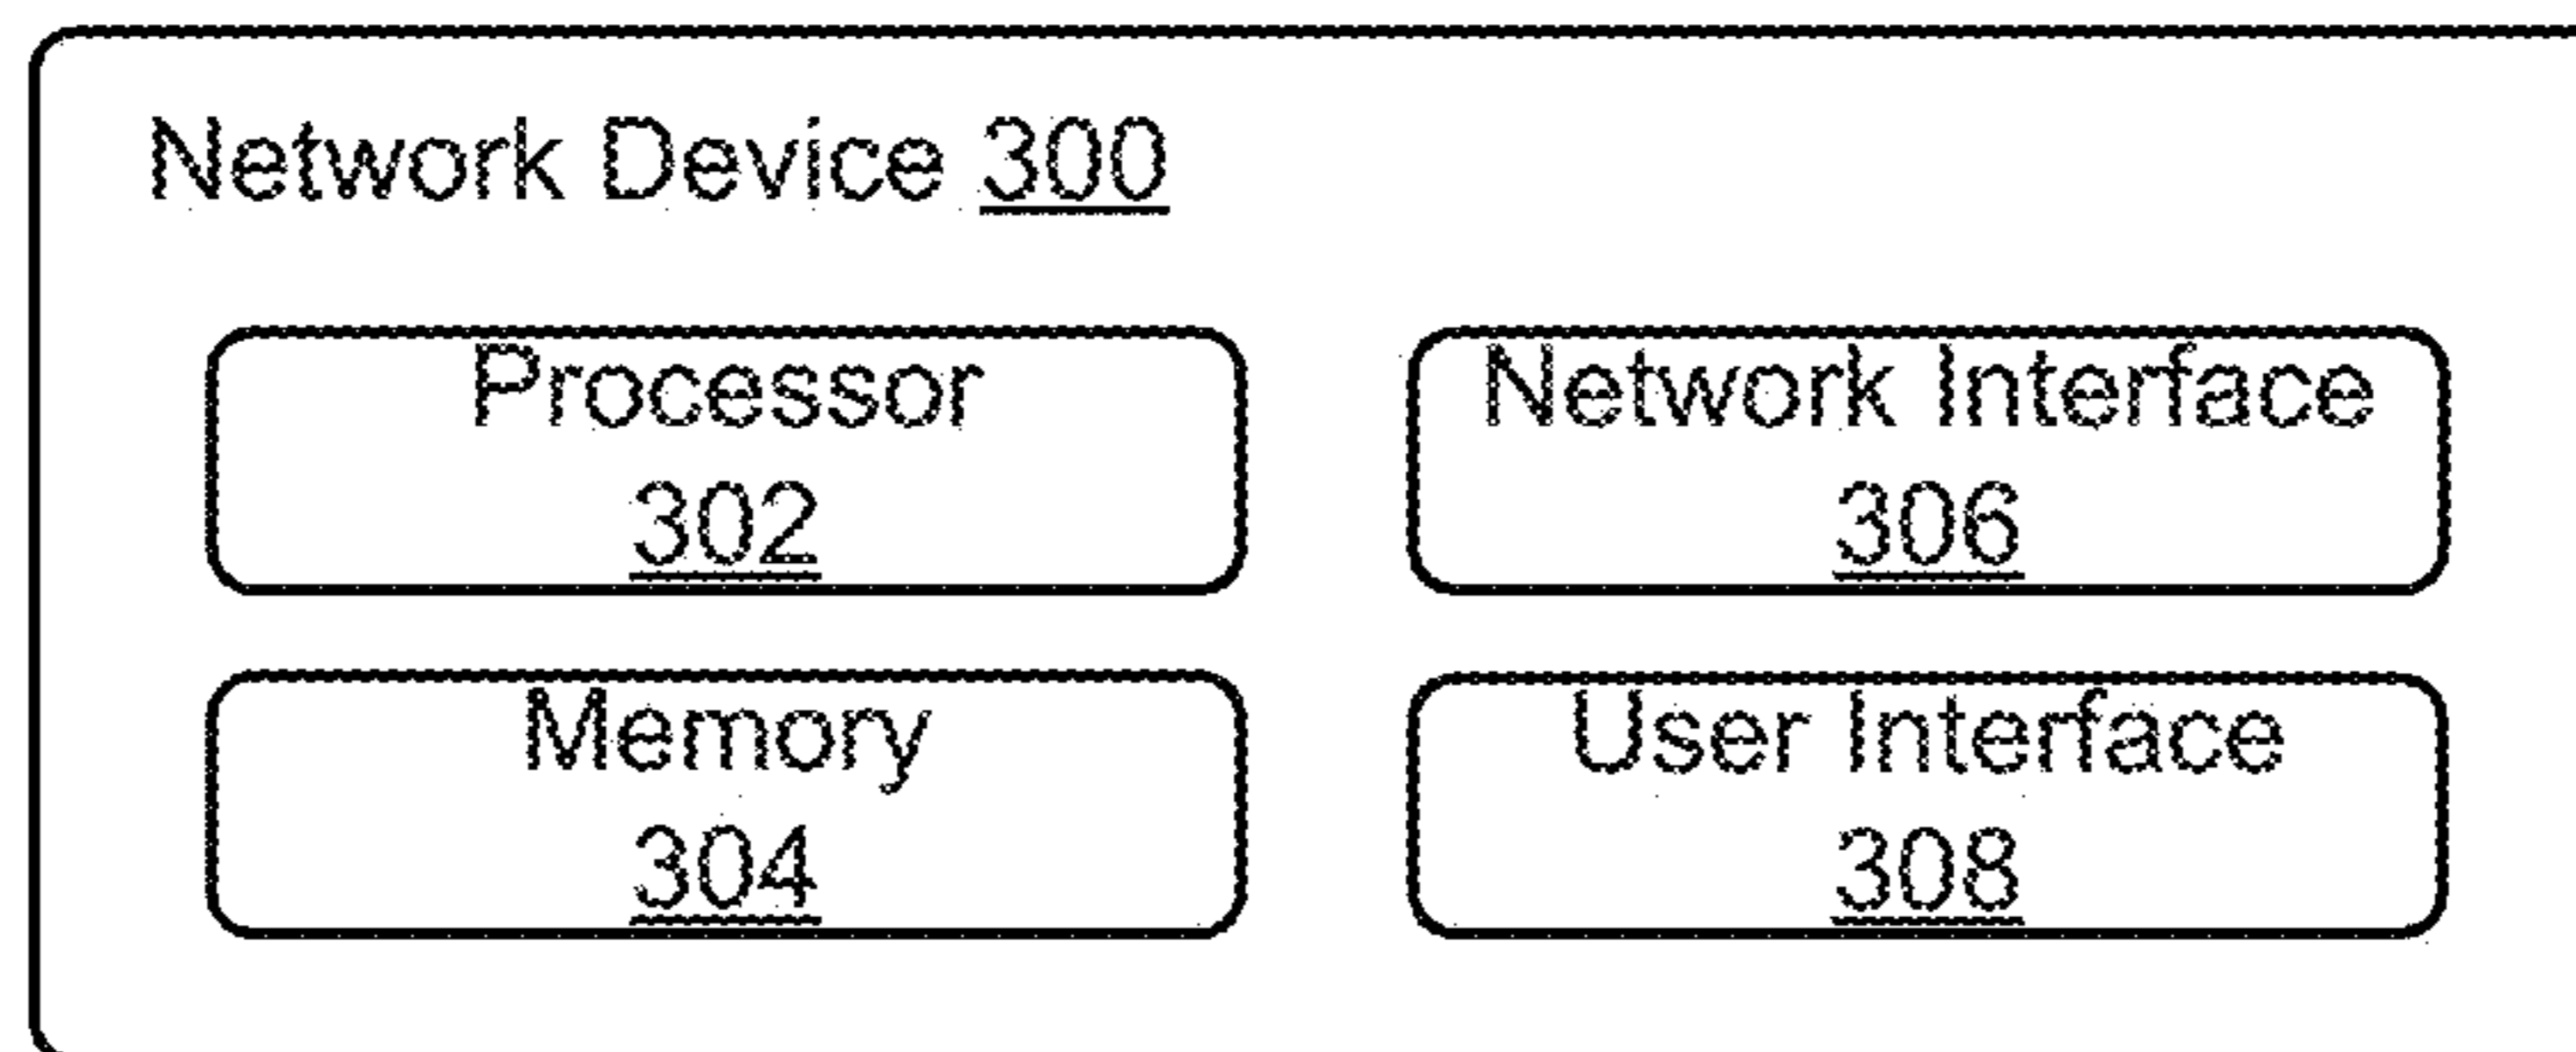 Network Device 300
Processor
302
Network Interface
306
Memory
304
User Interface
308